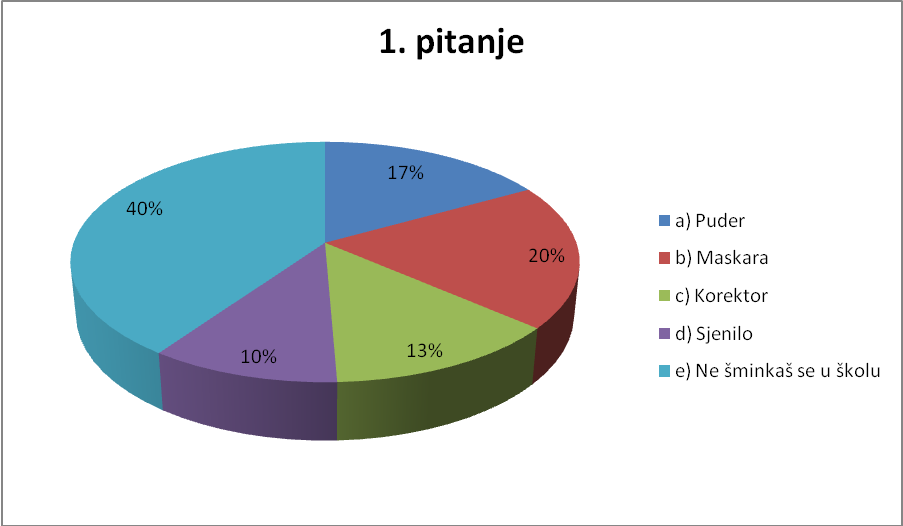 1. pitanje
17%
40%
20%
13%
10%
a) Puder
b) Maskara
c) Korektor
d) Sjenilo
e) Ne šminkaš se u školu